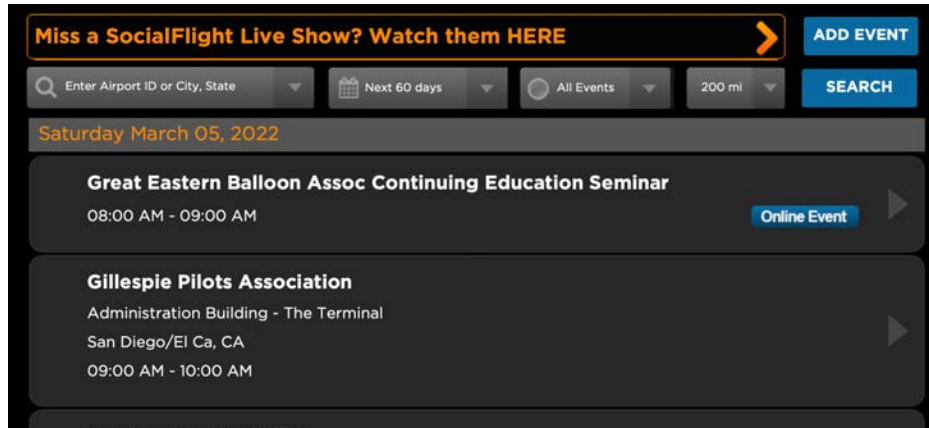 Miss a SocialFlight Live Show? Watch them HERE
ADD EVENT
Enter Airport ID or City, State
Next 60 days
All Events
200 mi
SEARCH
Saturday March 05, 2022
Great Eastern Balloon Assoc Continuing Education Seminar
08:00 AM - 09:00 AM
Online Event
Gillespie Pilots Association
Administration Building - The Terminal
San Diego/El Ca, CA
09:00 AM - 10:00 AM